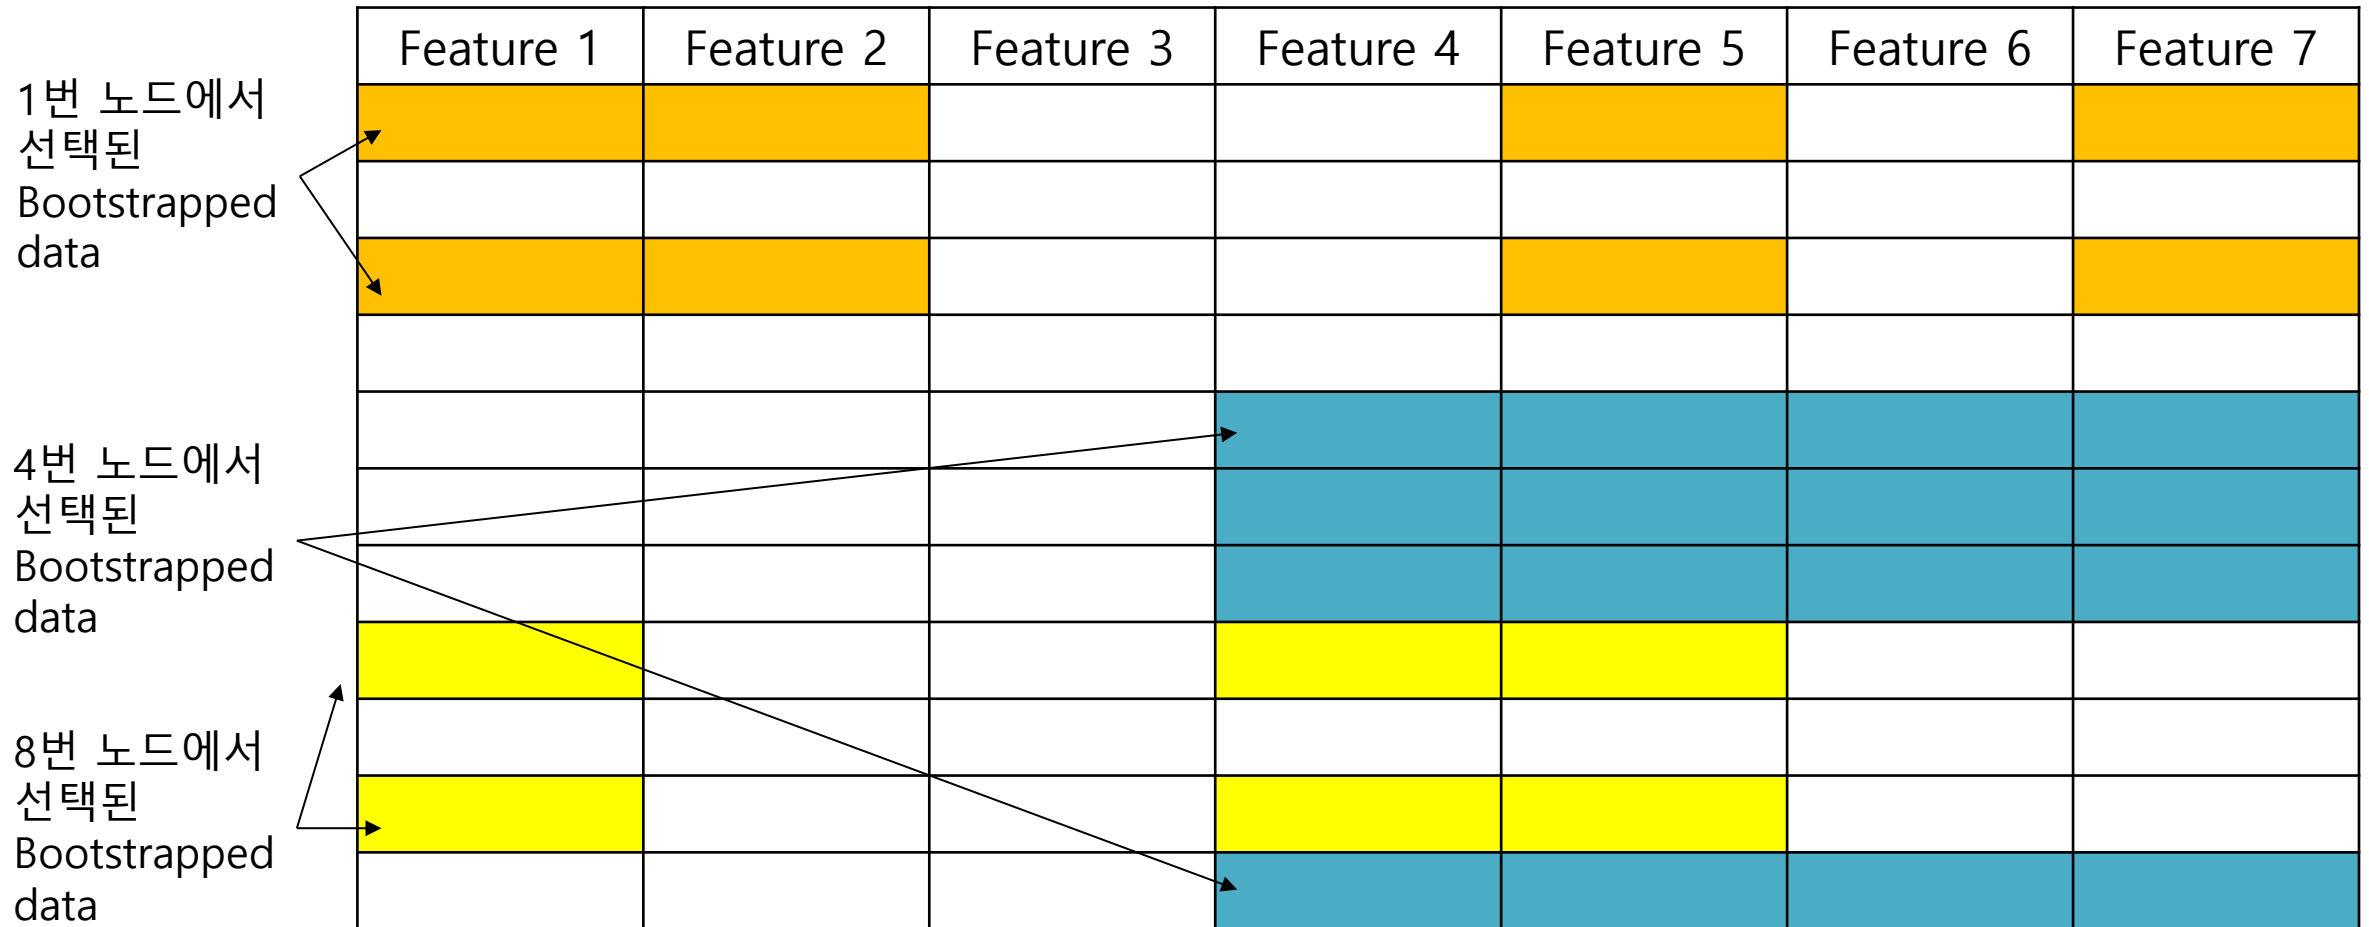 Feature 1 Feature 2 Feature 3 Feature 4 Feature 5 Feature 6 Feature 7
1번 노드에서
선택된
Bootstrapped
data
4번 노드에서
선택된
Bootstrapped
data
8번 노드에서
선택된
Bootstrapped
data